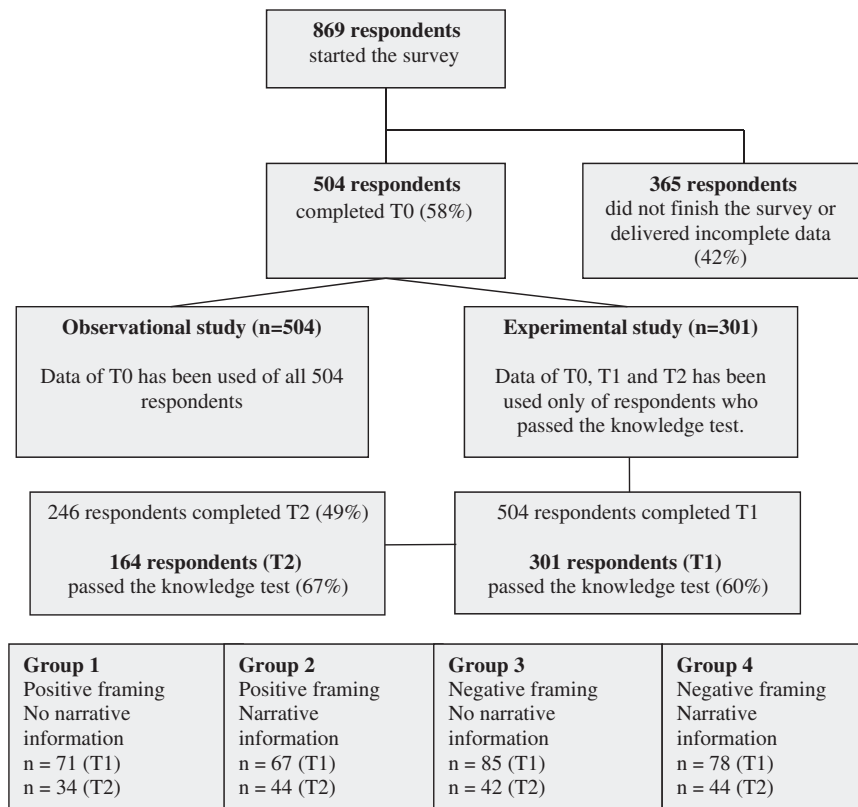 869 respondents
started the survey
504 respondents
completed T0 (58%)
365 respondents
did not finish the survey or
delivered incomplete data
(42%)
Observational study (n=504)
Data of T0 has been used of all 504
respondents
Experimental study (n=301)
Data of T0, T1 and T2 has been
used only of respondents who
passed the knowledge test.
246 respondents completed T2 (49%)
164 respondents (T2)
passed the knowledge test (67%)
504 respondents completed T1
301 respondents (T1)
passed the knowledge test (60%)
Group 1
Positive framing
No narrative
information
n = 71 (T1)
n = 34 (T2)
Group 2
Positive framing
Narrative
information
n = 67 (T1)
n = 44 (T2)
Group 3
Negative framing
No narrative
information
n = 85 (T1)
n = 42 (T2)
Group 4
Negative framing
Narrative
information
n = 78 (T1)
n = 44 (T2)